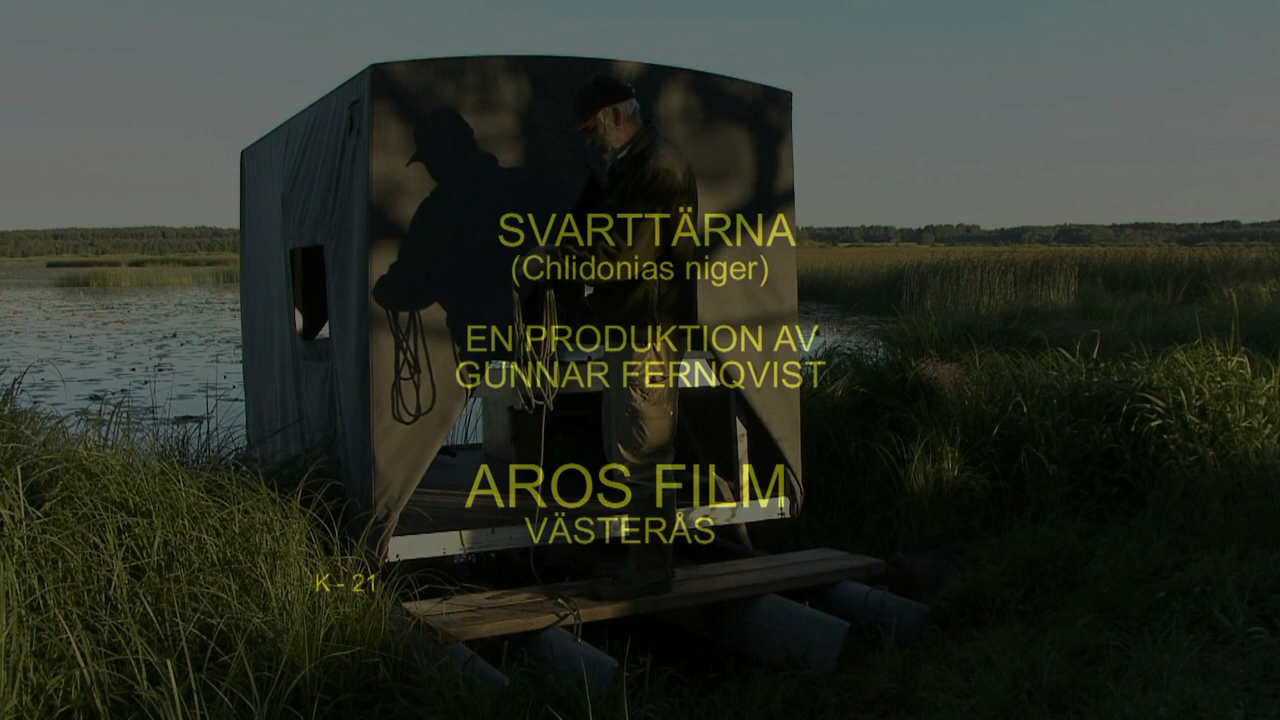 SVARTTÄRNA
(Chlidonias niger)
EN PRODUKTION AV
GUNNAR FERNQVIST
AROS FILM
VÄSTERÅS
K - 21